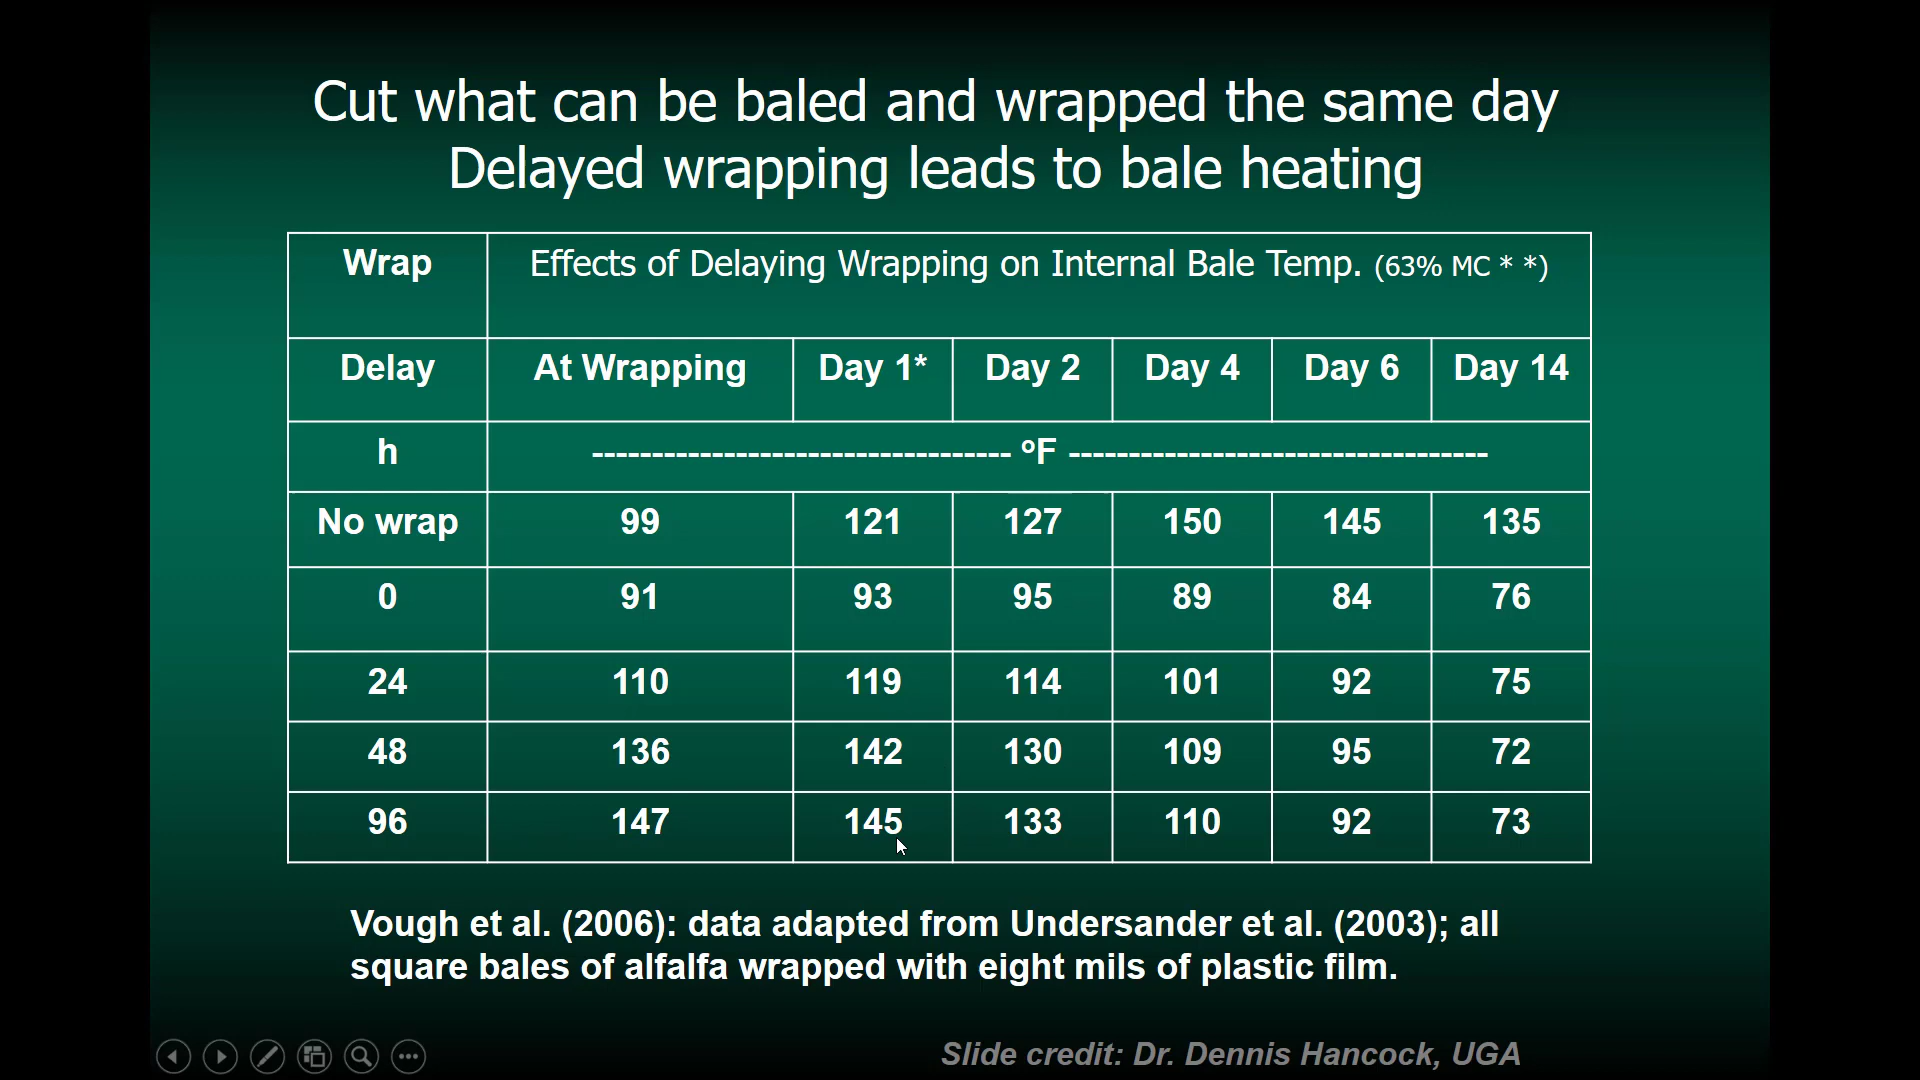 Cut what can be baled and wrapped the same day
Delayed wrapping leads to bale heating
Wrap Effects of Delaying Wrapping on Internal Bale Temp. (63% MC * *)
Delay At Wrapping Day 1* Day 2 Day 4 Day 6 Day 14
h ----------------------------------- ºF -----------------------------------
No wrap 99 121 127 150 145 135
0 91 93 95 89 84 76
24 110 119 114 101 92 75
48 136 142 130 109 95 72
96 147 145 133 110 92 73
Vough et al. (2006): data adapted from Undersander et al. (2003); all
square bales of alfalfa wrapped with eight mils of plastic film.
Slide credit: Dr. Dennis Hancock, UGA